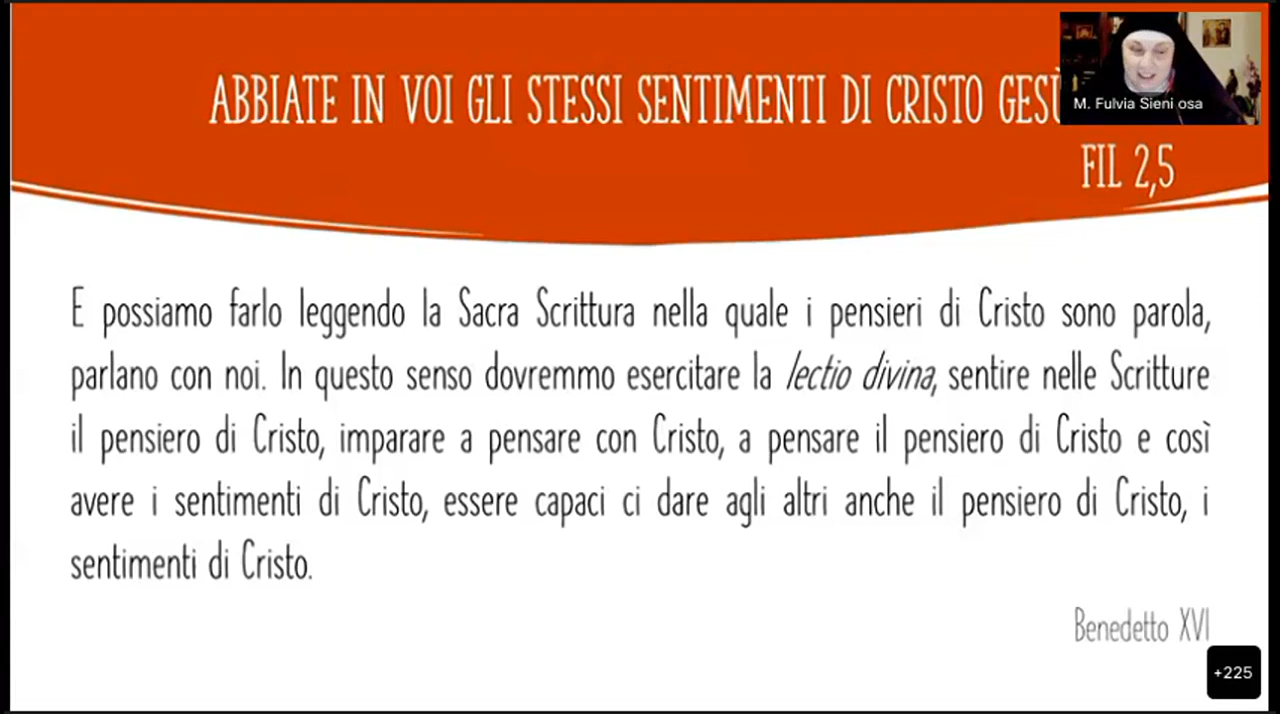 ABBIATE IN VOI GLI STESSI SENTIMENTI DI CRISTO GESÙ
M. Fulvia Sieni osa
FIL 2,5
E possiamo farlo leggendo la Sacra Scrittura nella quale i pensieri di Cristo sono parola,
parlano con noi. In questo senso dovremmo esercitare la lectio divina, sentire nelle Scritture
il pensiero di Cristo, imparare a pensare con Cristo, a pensare il pensiero di Cristo e così
avere i sentimenti di Cristo, essere capaci ci dare agli altri anche il pensiero di Cristo, i
sentimenti di Cristo.
Benedetto XVI
+225